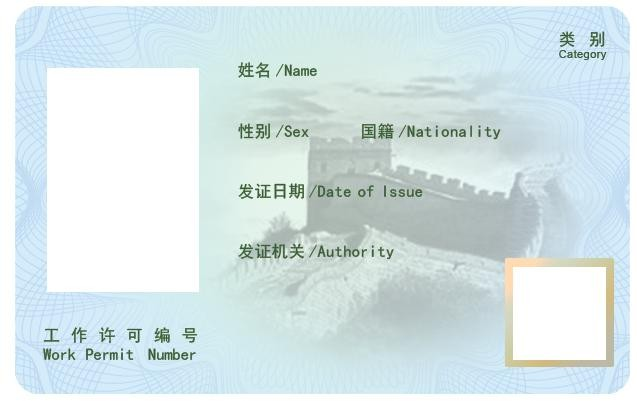 类 别
Category
姓名 /Name
性别 /Sex 国籍 /Nationality
发证日期 /Date of Issue
发证机关 /Authority
工 作 许 可 编 号
Work Permit Number